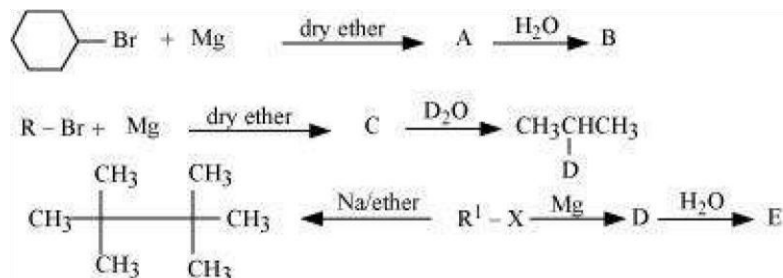 Br + Mg dry ether A H₂O B
R – Br + Mg dry ether C D₂O CH₃CHCH₃
D
CH₃ CH₃
CH₃ CH₃ Na/ether R¹ – X Mg D H₂O E
CH₃ CH₃